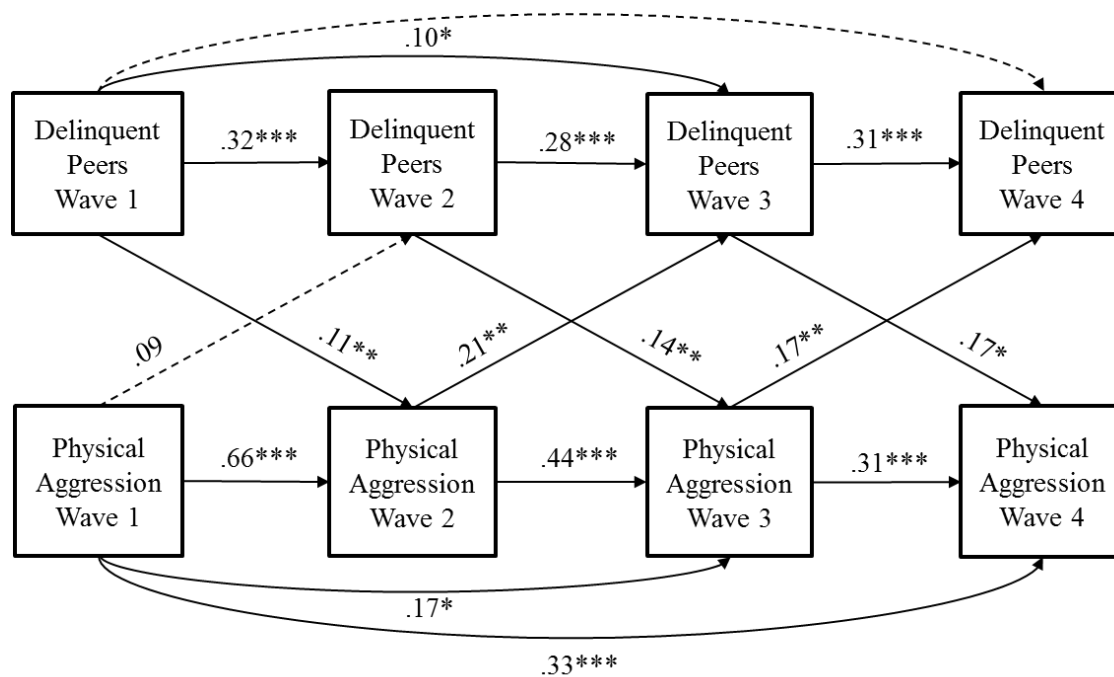 .10*
Delinquent
Peers
Wave 1
.32***
Delinquent
Peers
Wave 2
.28***
Delinquent
Peers
Wave 3
.31***
Delinquent
Peers
Wave 4
.09
.11**
.21**
.14**
.17**
.17*
Physical
Aggression
Wave 1
.66***
Physical
Aggression
Wave 2
.44***
Physical
Aggression
Wave 3
.31***
Physical
Aggression
Wave 4
.17*
.33***